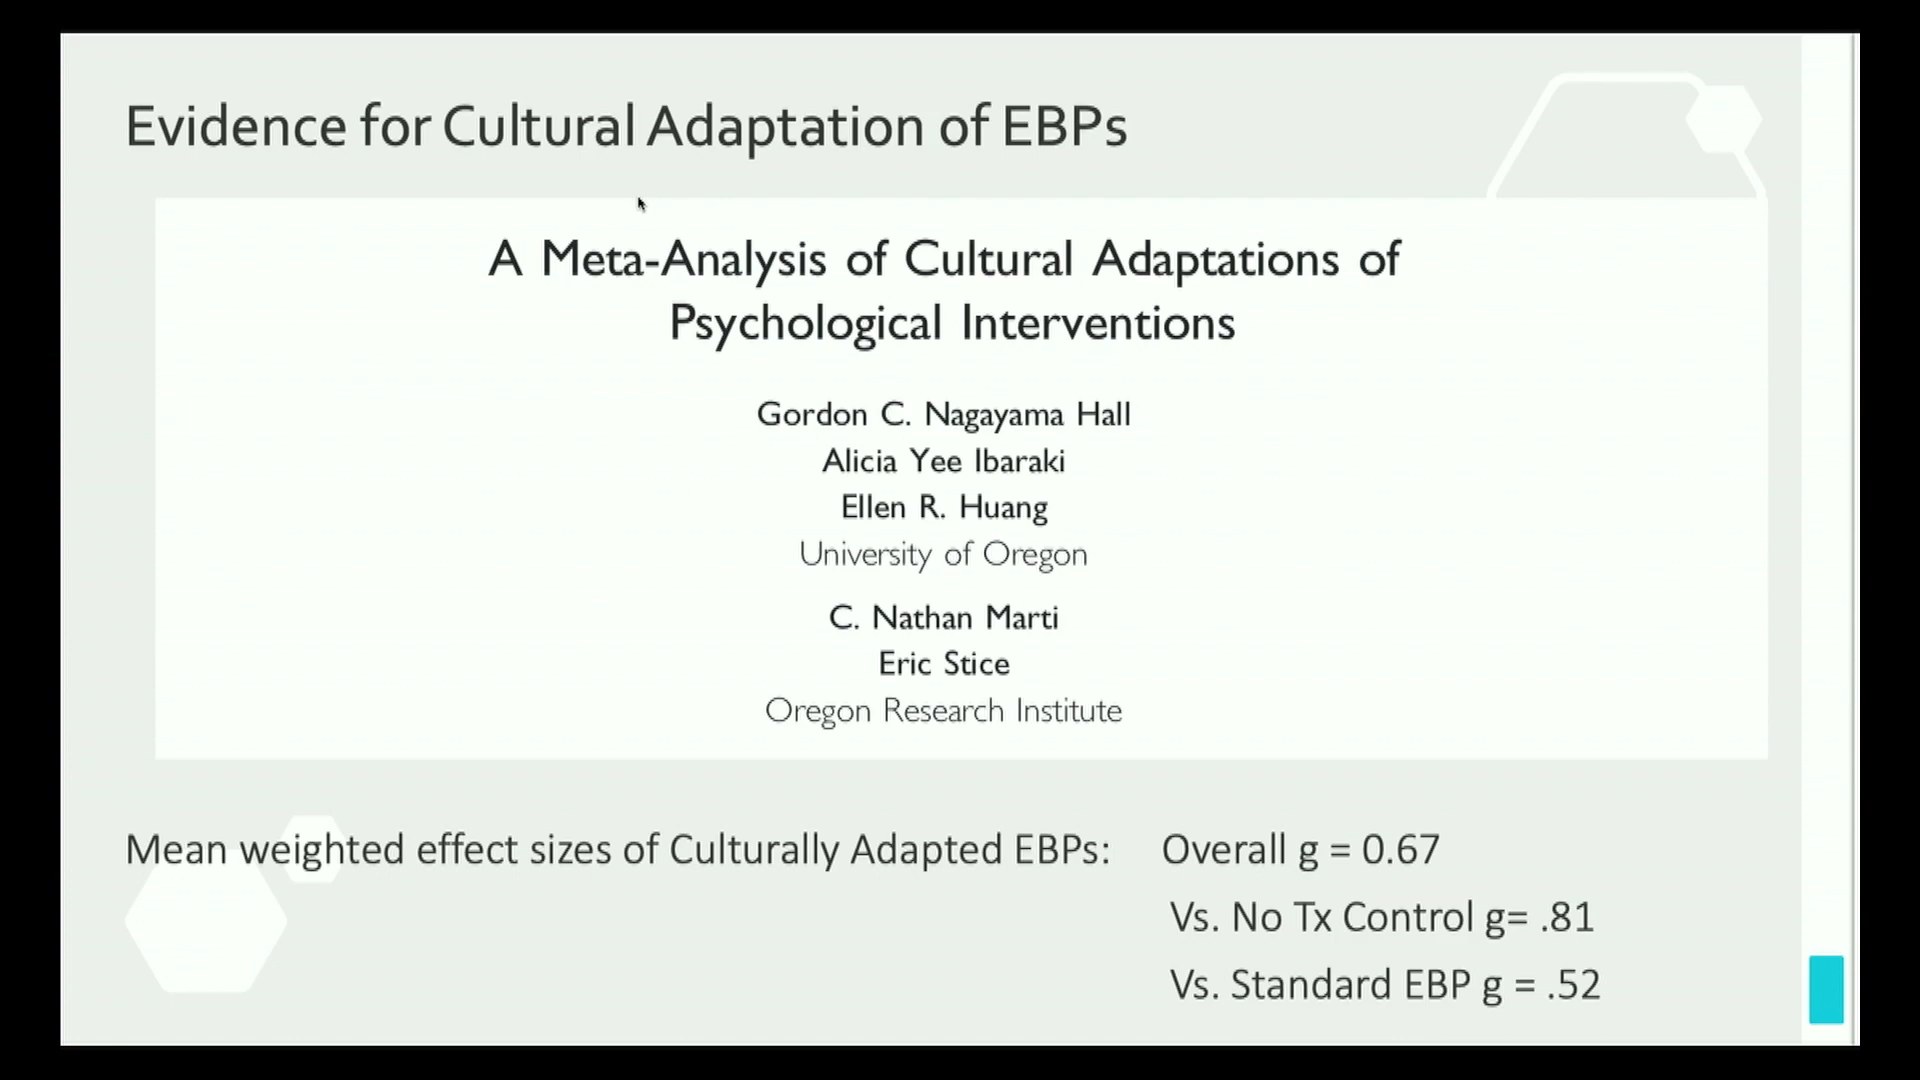 Evidence for Cultural Adaptation of EBPs
A Meta-Analysis of Cultural Adaptations of
Psychological Interventions
Gordon C. Nagayama Hall
Alicia Yee Ibaraki
Ellen R. Huang
University of Oregon
C. Nathan Marti
Eric Stice
Oregon Research Institute
Mean weighted effect sizes of Culturally Adapted EBPs: Overall g = 0.67
Vs. No Tx Control g= .81
Vs. Standard EBP g = .52